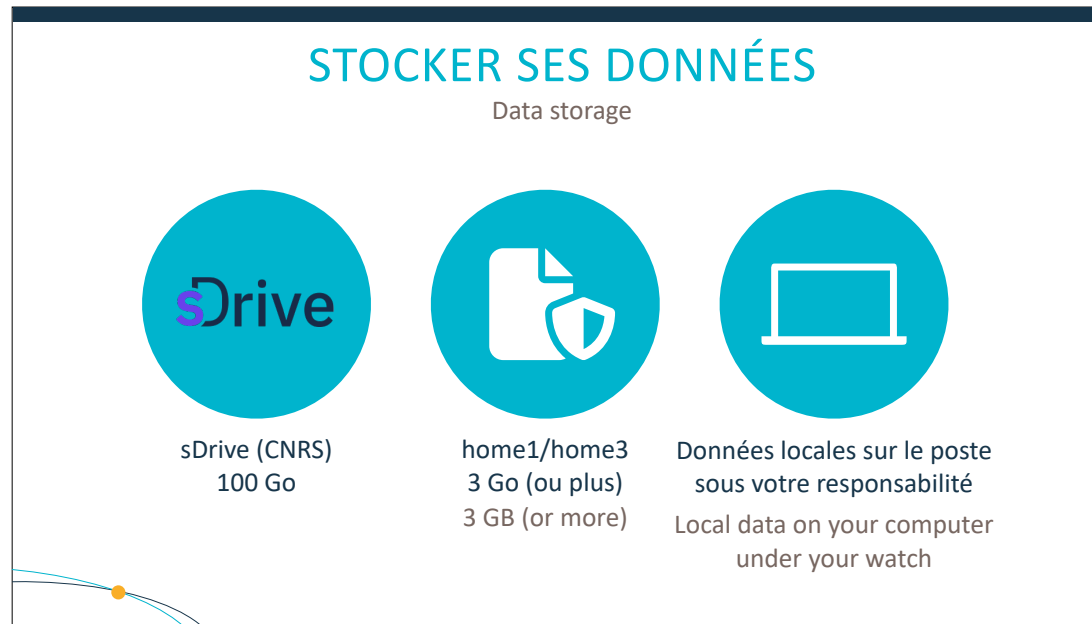 STOCKER SES DONNÉES
Data storage
sDrive
sDrive (CNRS)
100 Go
home1/home3
3 Go (ou plus)
3 GB (or more)
Données locales sur le poste
sous votre responsabilité
Local data on your computer
under your watch